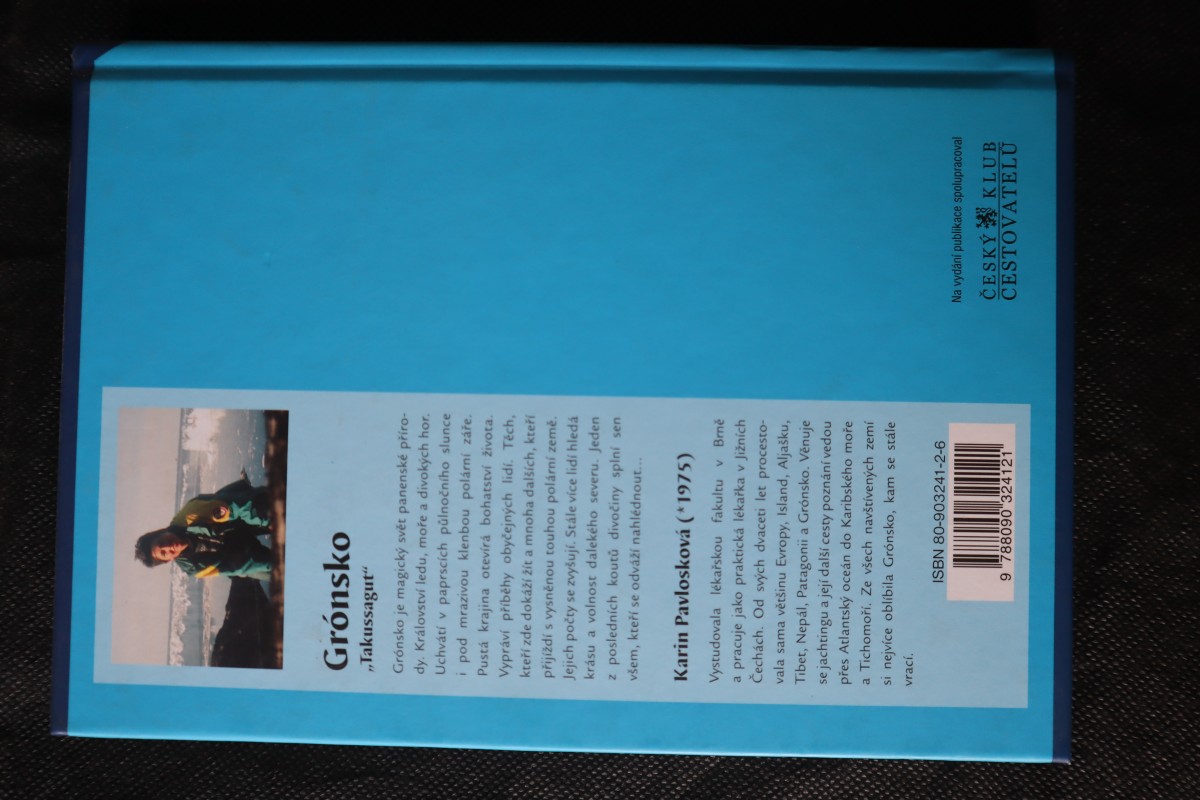 Grónsko
„Takussagut“
Grónsko je magický svět panenské příro-
dy. Království ledu, moře a divokých hor.
Uchvátí v paprscích půlnočního slunce
i pod mrazivou klenbou polární záře.
Pustá krajina otevírá bohatství života.
Vypráví příběhy obyčejných lidí. Těch,
kteří zde dokáží žít a mnoha dalších, kteří
přijíždí s vysněnou touhou polární země.
Jejich počty se zvyšují. Stále více lidí hledá
krásu a volnost dalekého severu. Jeden
z posledních koutů divočiny splní sen
všem, kteří se odváží nahlédnout...
Karin Pavlosková (*1975)
Vystudovala lékařskou fakultu v Brně
a pracuje jako praktická lékařka v Jižních
Čechách. Od svých dvaceti let procesto-
vala sama většinu Evropy, Island, Aljašku,
Tibet, Nepál, Patagonii a Grónsko. Věnuje
se jachtingu a její další cesty poznání vedou
přes Atlantský oceán do Karibského moře
a Tichomoří. Ze všech navštívených zemí
si nejvíce oblíbila Grónsko, kam se stále
vrací.
ISBN 80-903241-2-6
9 788090 324121
Na vydání publikace spolupracoval
ČESKÝ KLUB
CESTOVATELŮ